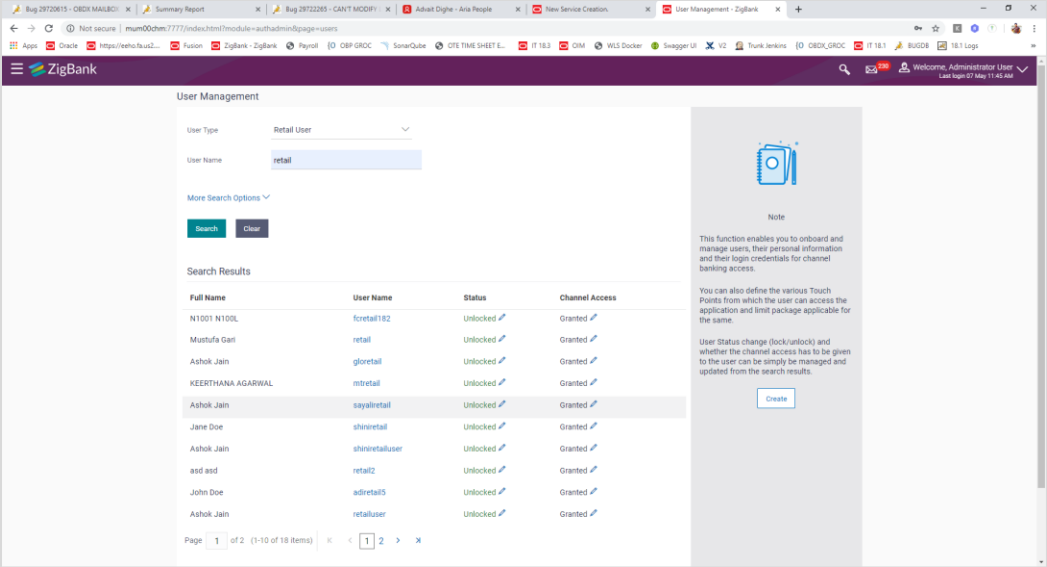 Bug 29720615 - OBDX MAILBOX
Summary Report
Bug 29722265 - CAN'T MODIFY
Advait Dighe - Aria People
New Service Creation.
User Management - ZigBank
Not secure | mum00chm:7777/index.html?module=authadmin&page=users
Apps Oracle https://eeho.fa.us2.... Fusion ZigBank - ZigBank Payroll OBP GROC SonarQube OTE TIME SHEET E... IT 18.3 OIM WLS Docker Swagger UI V2 Trunk Jenkins OBDX_GROC IT 18.1 BUGDB 18.1 Logs »
ZigBank
230
Welcome, Administrator User
Last login 07 May 11:45 AM
User Management
User Type Retail User
User Name retail
More Search Options
Search Clear
Search Results
Full Name User Name Status Channel Access
N1001 N100L fcretail182 Unlocked Granted
Mustufa Gari retail Unlocked Granted
Ashok Jain gloretail Unlocked Granted
KEERTHANA AGARWAL mtretail Unlocked Granted
Ashok Jain sayaliretail Unlocked Granted
Jane Doe shiniretail Unlocked Granted
Ashok Jain shiniretailuser Unlocked Granted
asd asd retail2 Unlocked Granted
John Doe adiretail5 Unlocked Granted
Ashok Jain retailuser Unlocked Granted
Page 1 of 2 (1-10 of 18 items) 1 2
Note
This function enables you to onboard and
manage users, their personal information
and their login credentials for channel
banking access.
You can also define the various Touch
Points from which the user can access the
application and limit package applicable for
the same.
User Status change (lock/unlock) and
whether the channel access has to be given
to the user can be simply be managed and
updated from the search results.
Create